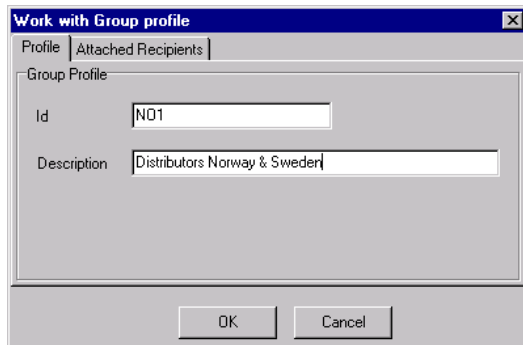 Work with Group profile
Profile Attached Recipients
Group Profile
Id NO1
Description Distributors Norway & Sweden
OK Cancel